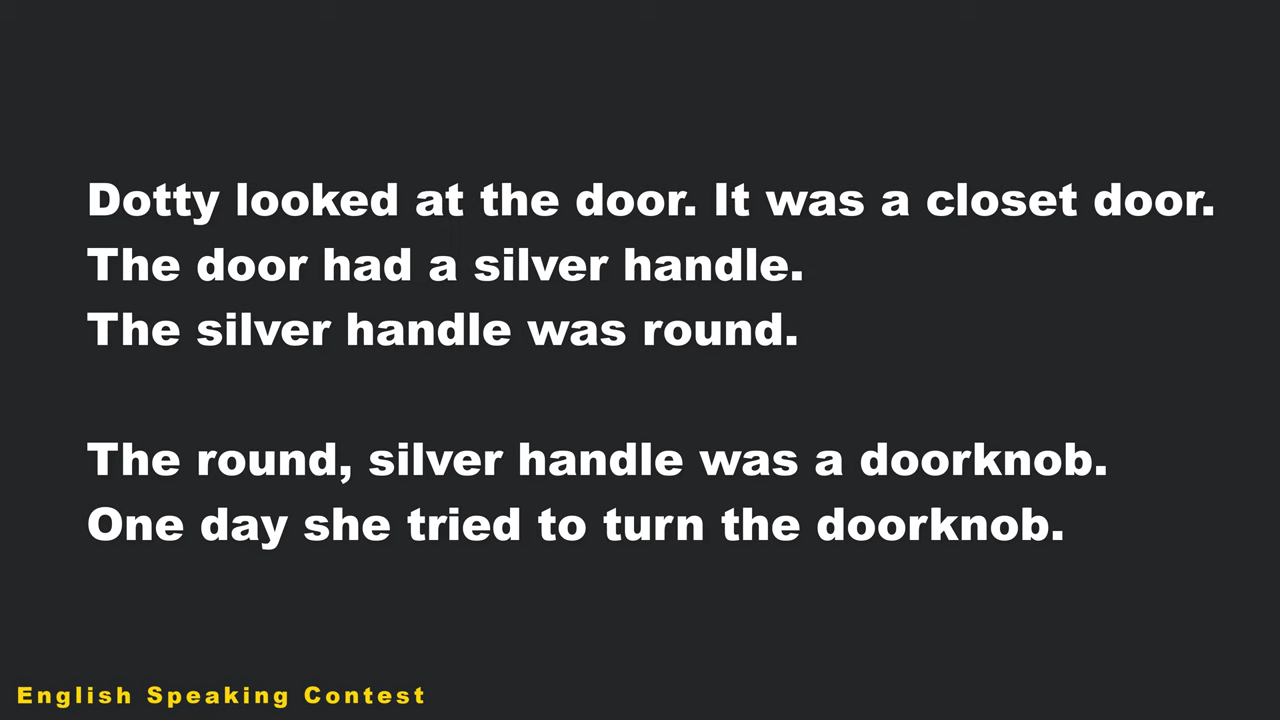 Dotty looked at the door. It was a closet door.
The door had a silver handle.
The silver handle was round.
The round, silver handle was a doorknob.
One day she tried to turn the doorknob.
English Speaking Contest